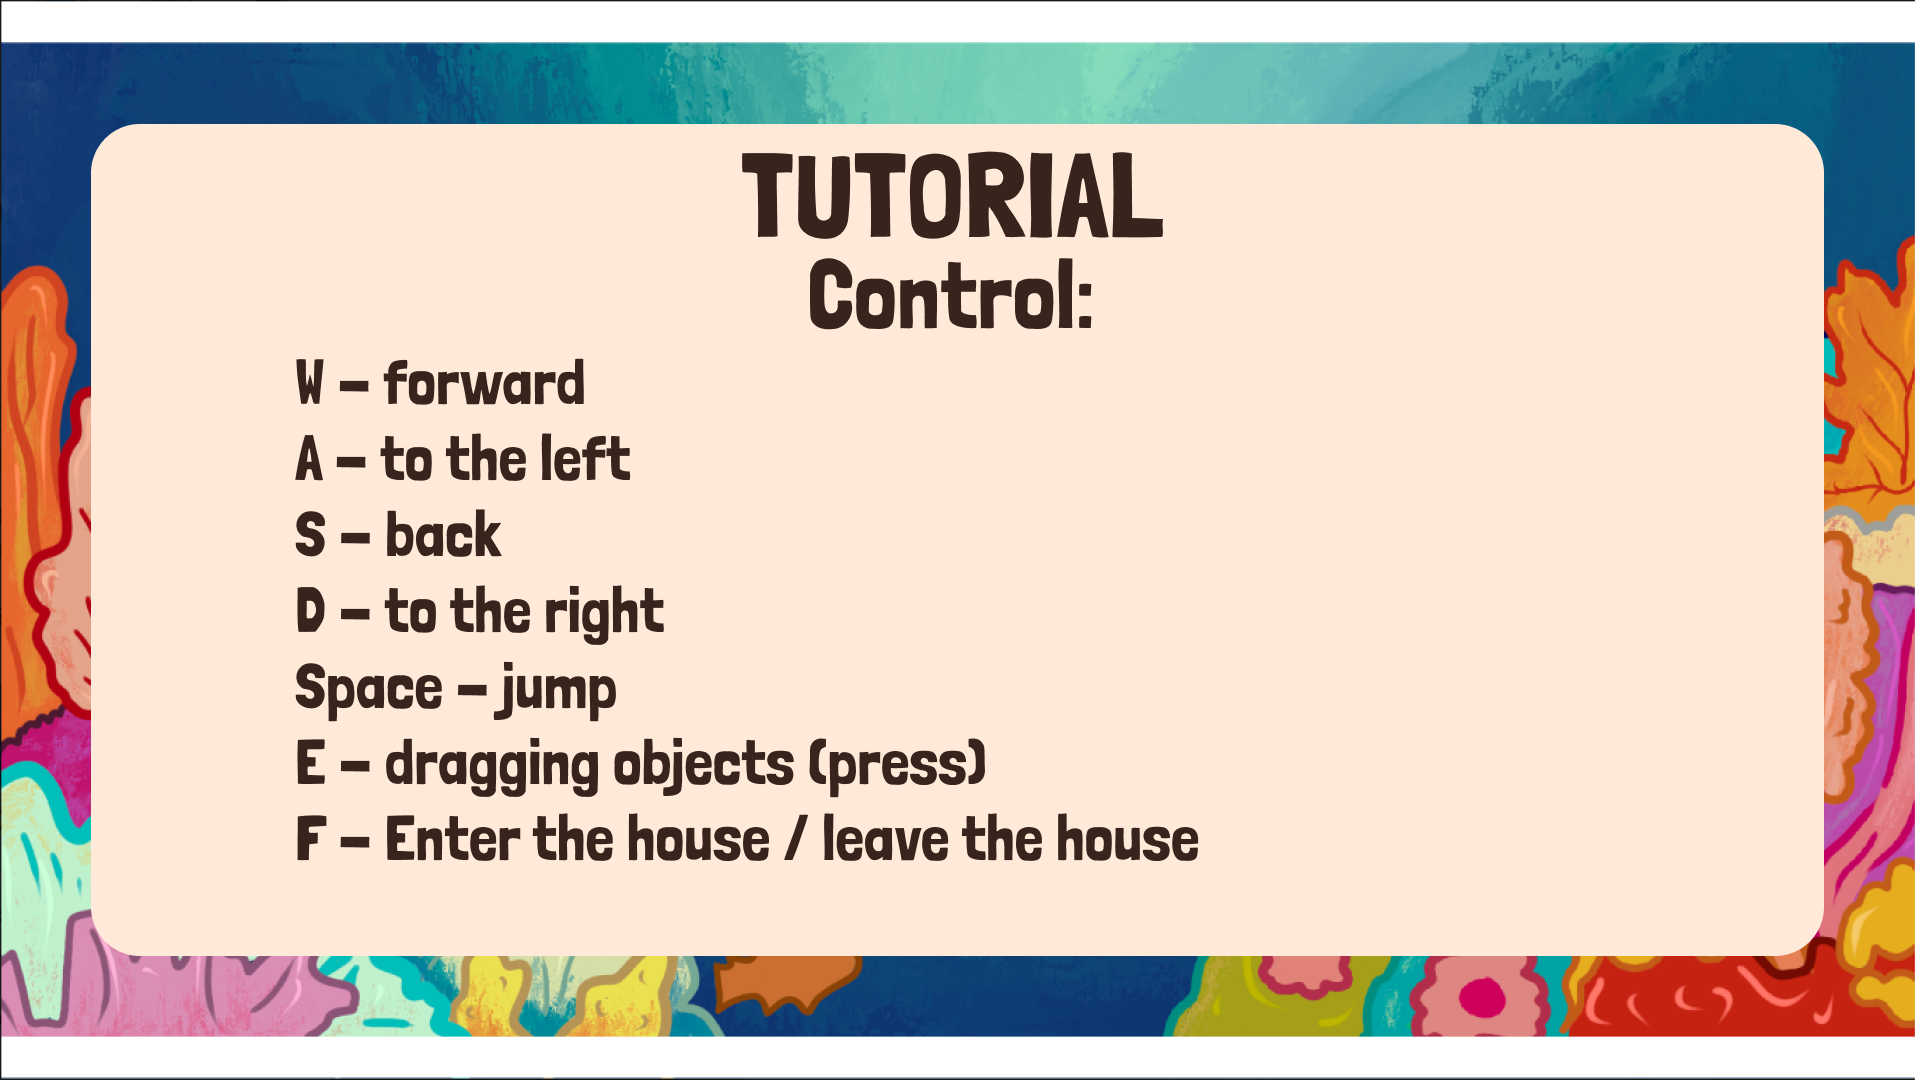 TUTORIAL
Control:
W – forward
A – to the left
S – back
D – to the right
Space – jump
E – dragging objects (press)
F – Enter the house / leave the house